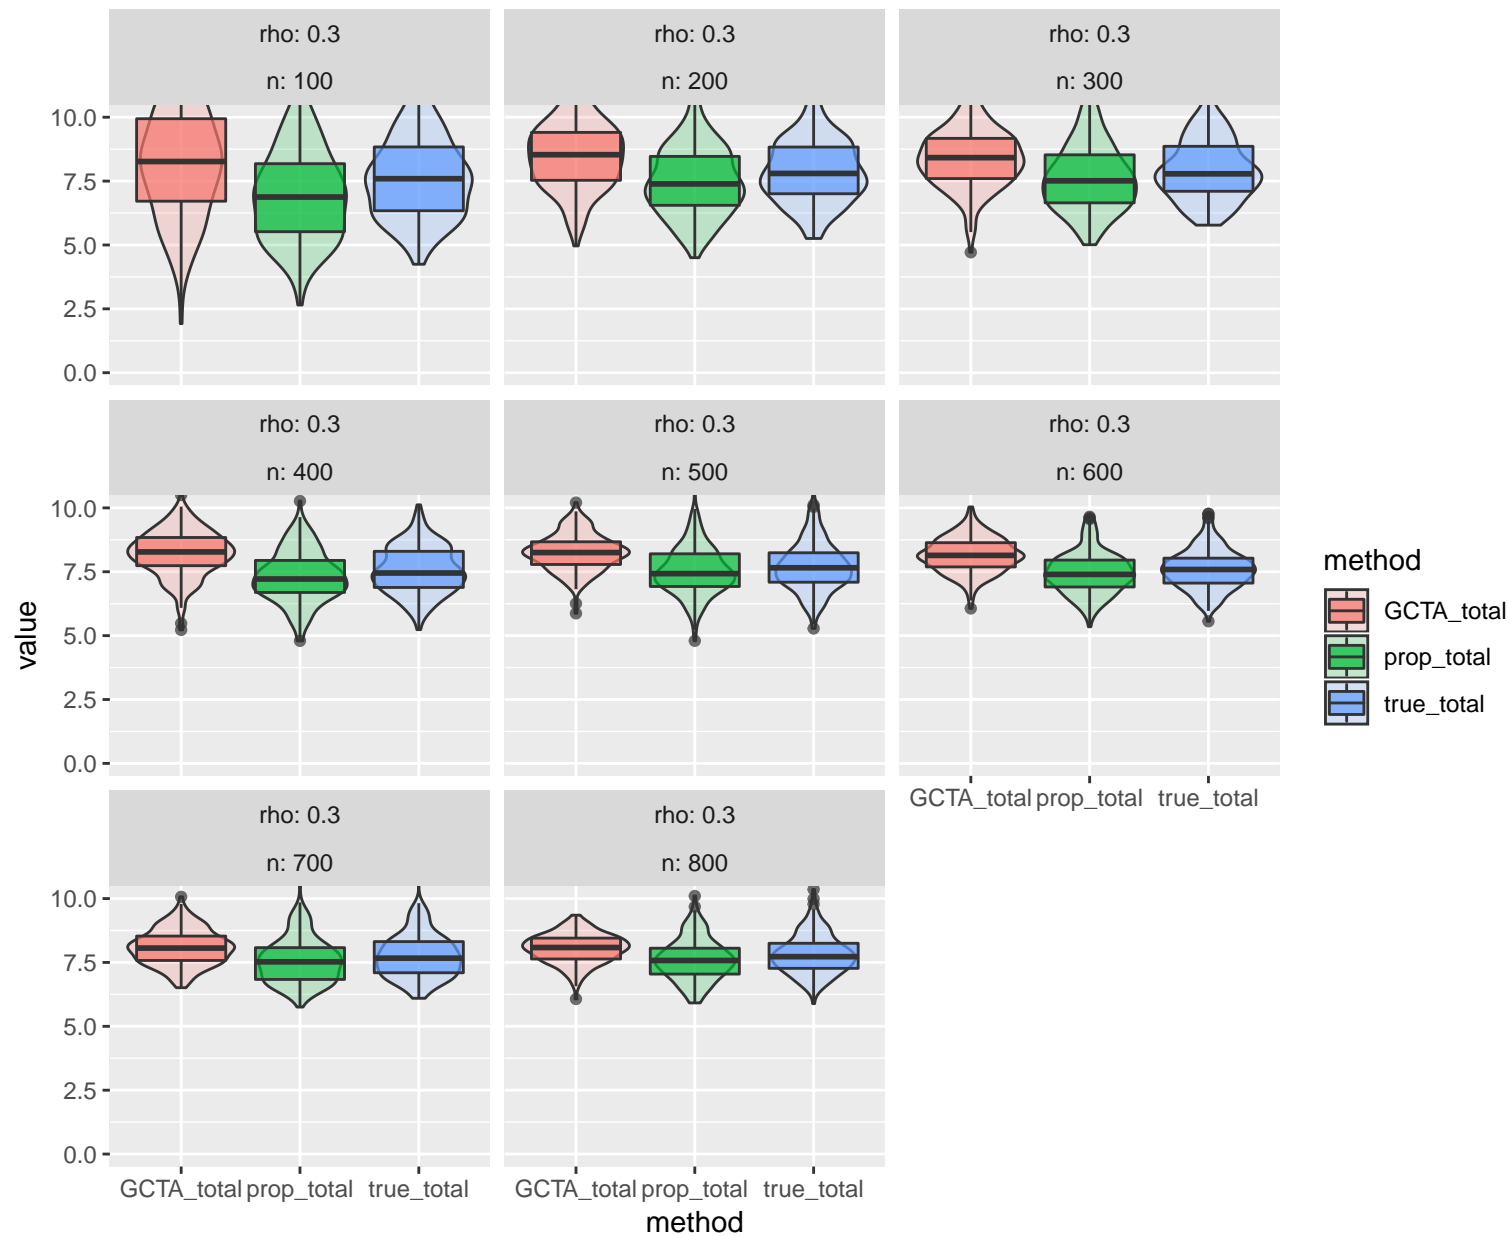 rho: 0.3
rho: 0.3
rho: 0.3
n: 100
n: 200
n: 300
10.0
7.5
5.0
2.5
0.0
rho: 0.3
rho: 0.3
rho: 0.3
n: 400
n: 500
n: 600
10.0
7.5
5.0
2.5
0.0
value
GCTA_total prop_total true_total
rho: 0.3
rho: 0.3
n: 700
n: 800
10.0
7.5
5.0
2.5
0.0
GCTA_total prop_total true_total
GCTA_total prop_total true_total
method
method
GCTA_total
prop_total
true_total